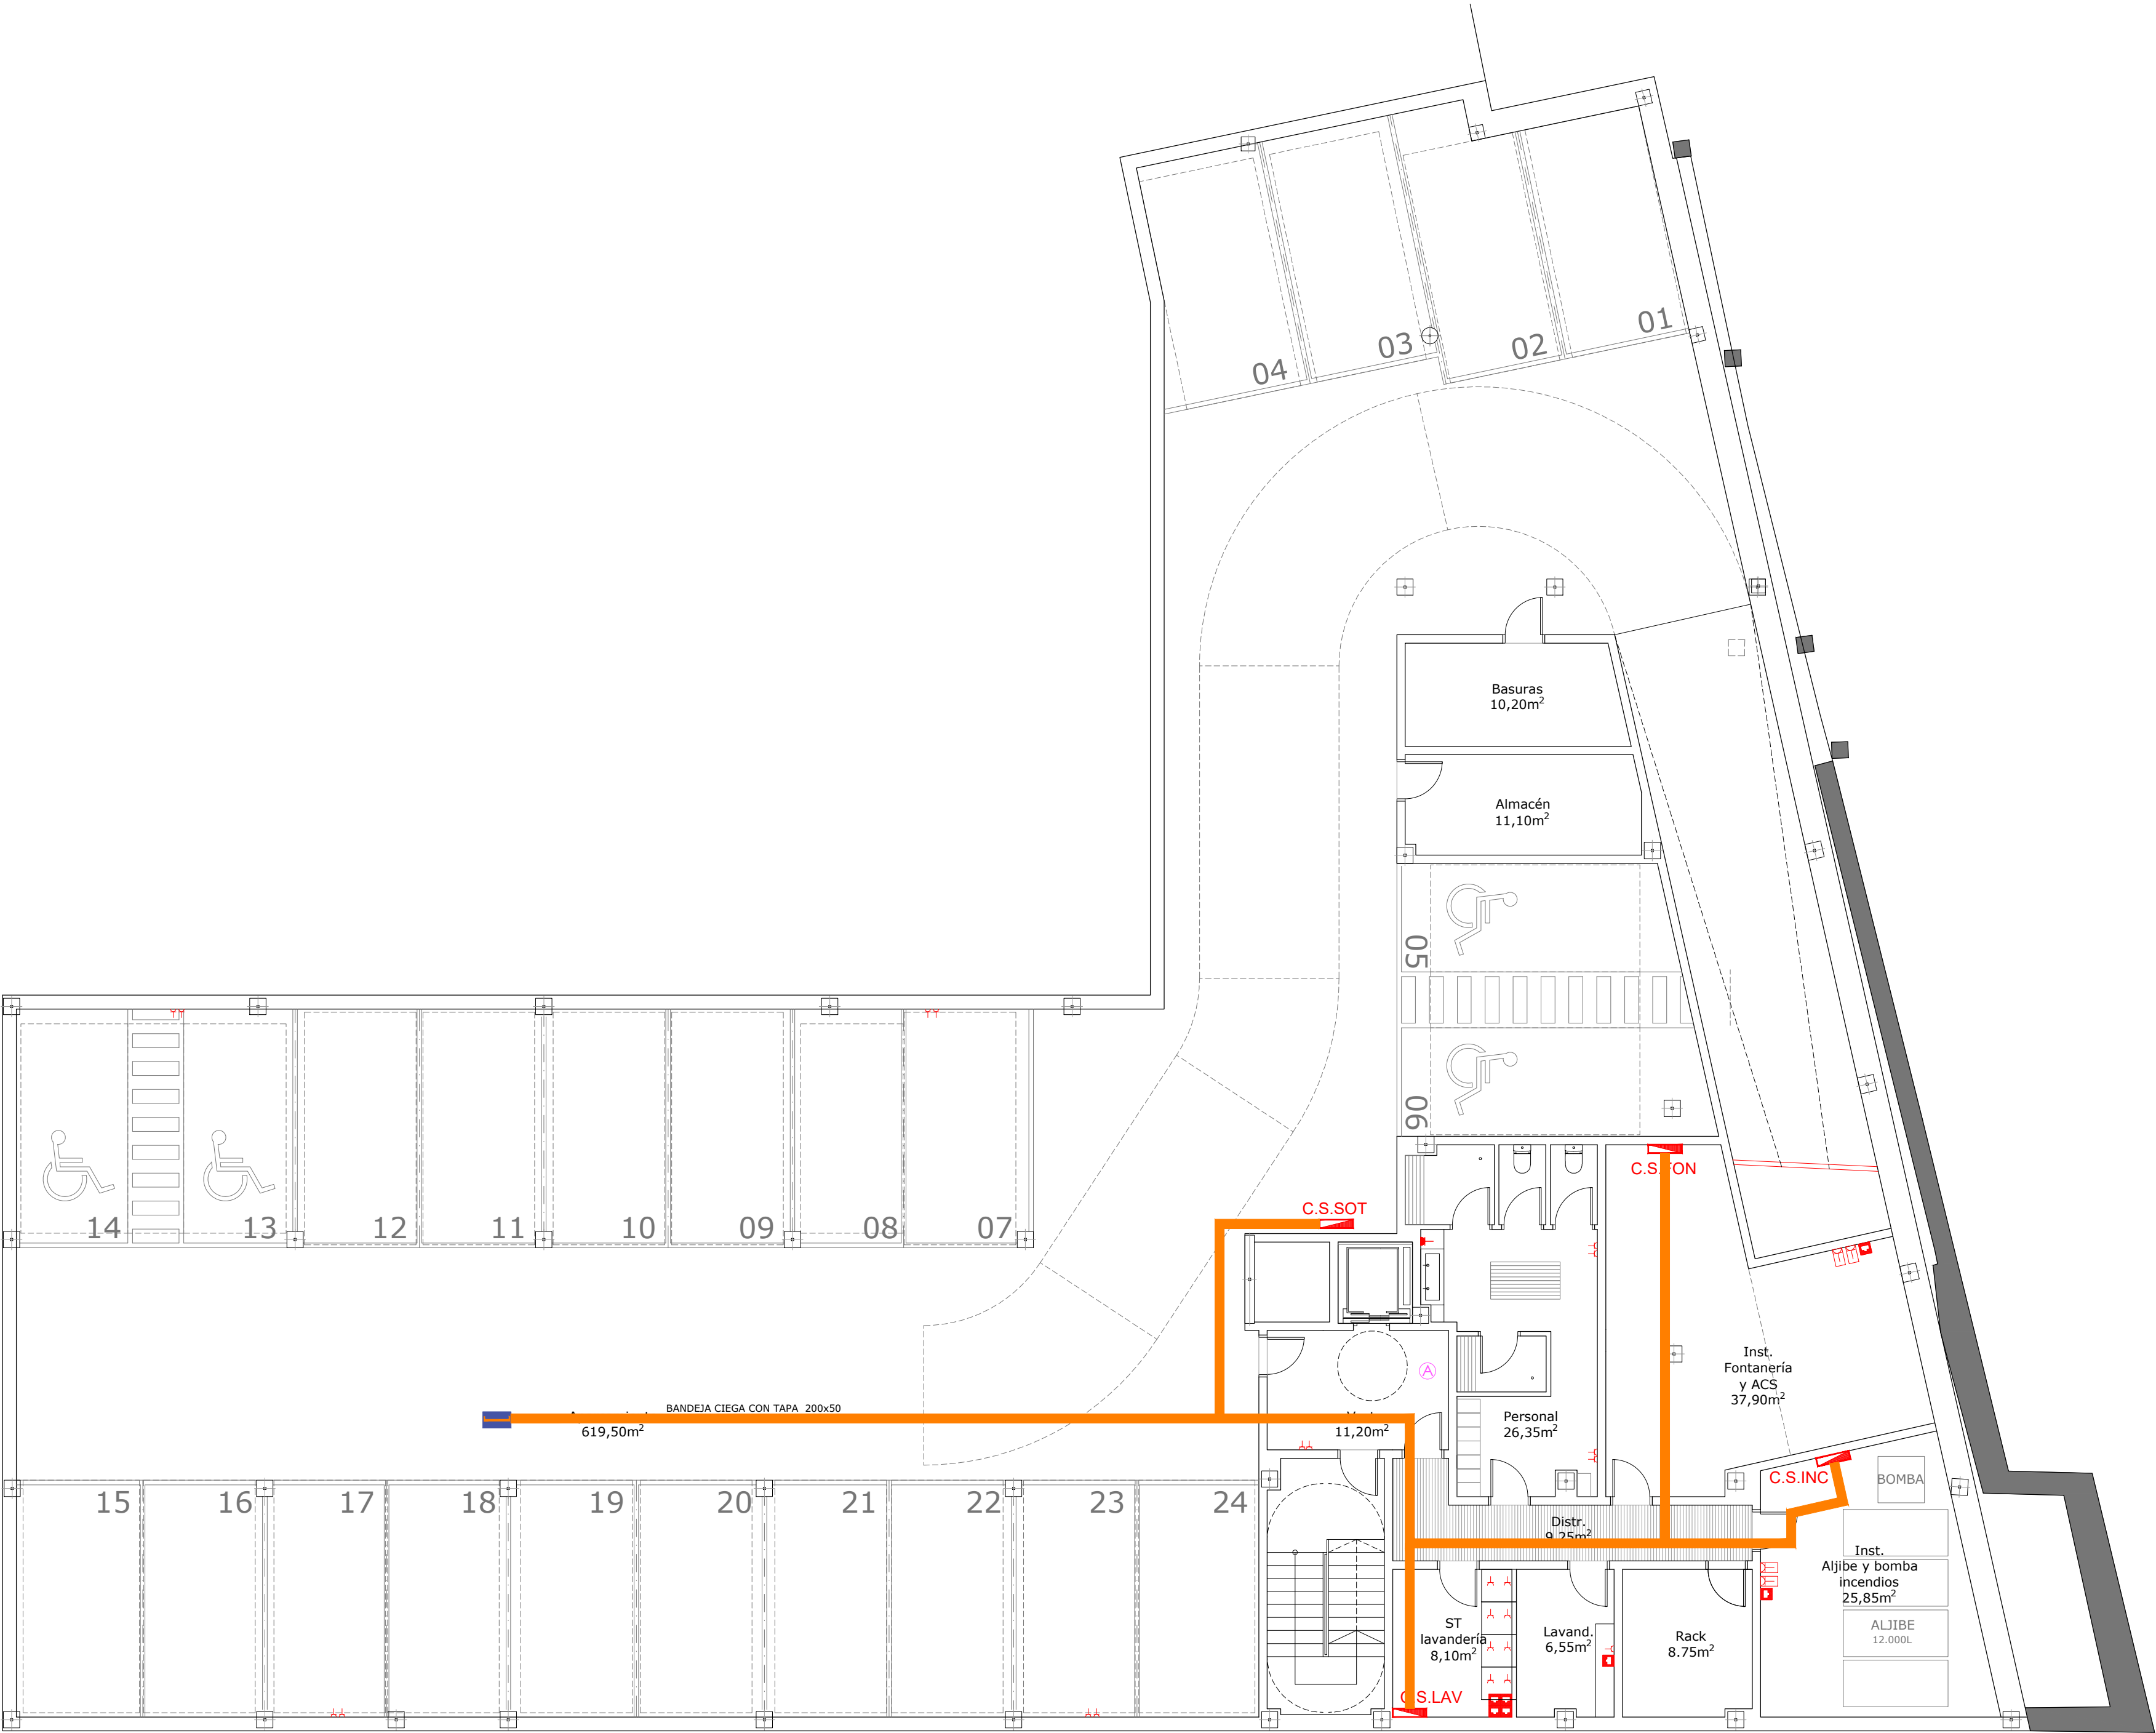 01
02
03
04
Basuras
10,20m²
Almacén
11,10m²
05
06
C.S.FON
C.S.SOT
14
13
12
11
10
09
08
07
Inst.
Fontanería
y ACS
37,90m²
A
BANDEJA CIEGA CON TAPA 200x50
619,50m²
11,20m²
Personal
26,35m²
C.S.INC
BOMBA
15
16
17
18
19
20
21
22
23
24
Distr.
9,25m²
Inst.
Aljibe y bomba
incendios
25,85m²
ALJIBE
12.000L
ST
lavandería
8,10m²
Lavand.
6,55m²
Rack
8.75m²
C.S.LAV